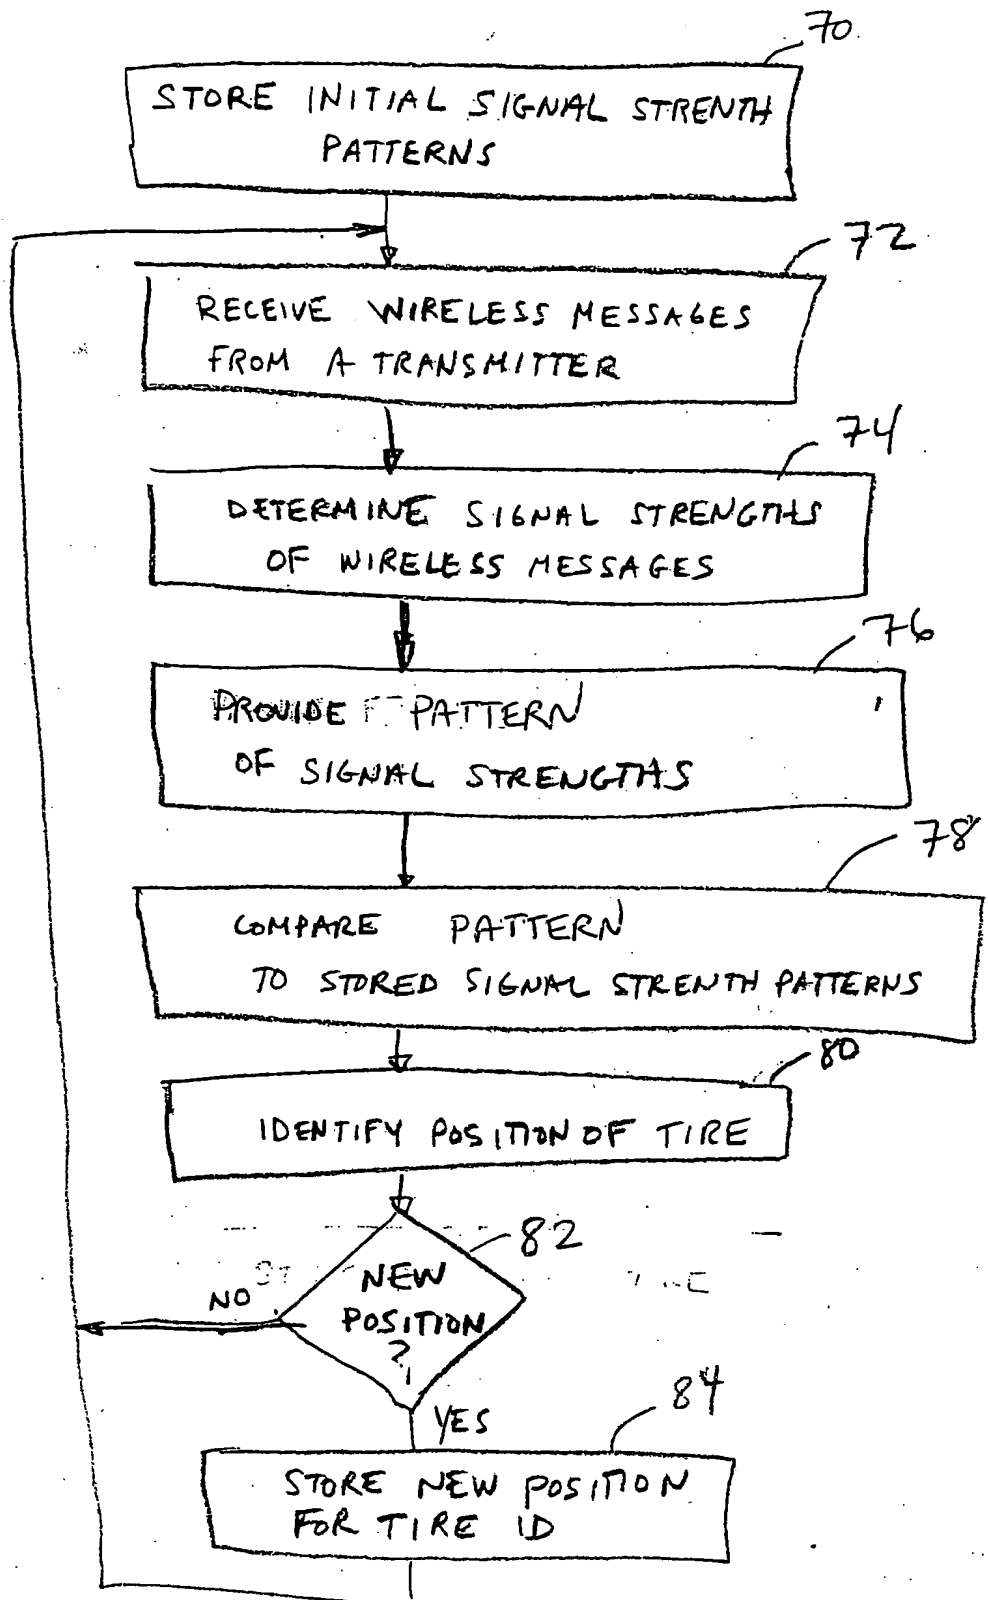 70
STORE INITIAL SIGNAL STRENTH
PATTERNS
72
RECEIVE WIRELESS MESSAGES
FROM A TRANSMITTER
74
DETERMINE SIGNAL STRENGTHS
OF WIRELESS MESSAGES
76
PROVIDE PATTERN
OF SIGNAL STRENGTHS
78
COMPARE PATTERN
TO STORED SIGNAL STRENTH PATTERNS
80
IDENTIFY POSITION OF TIRE
82
NEW
POSITION
?
NO
YES
84
STORE NEW POSITION
FOR TIRE ID